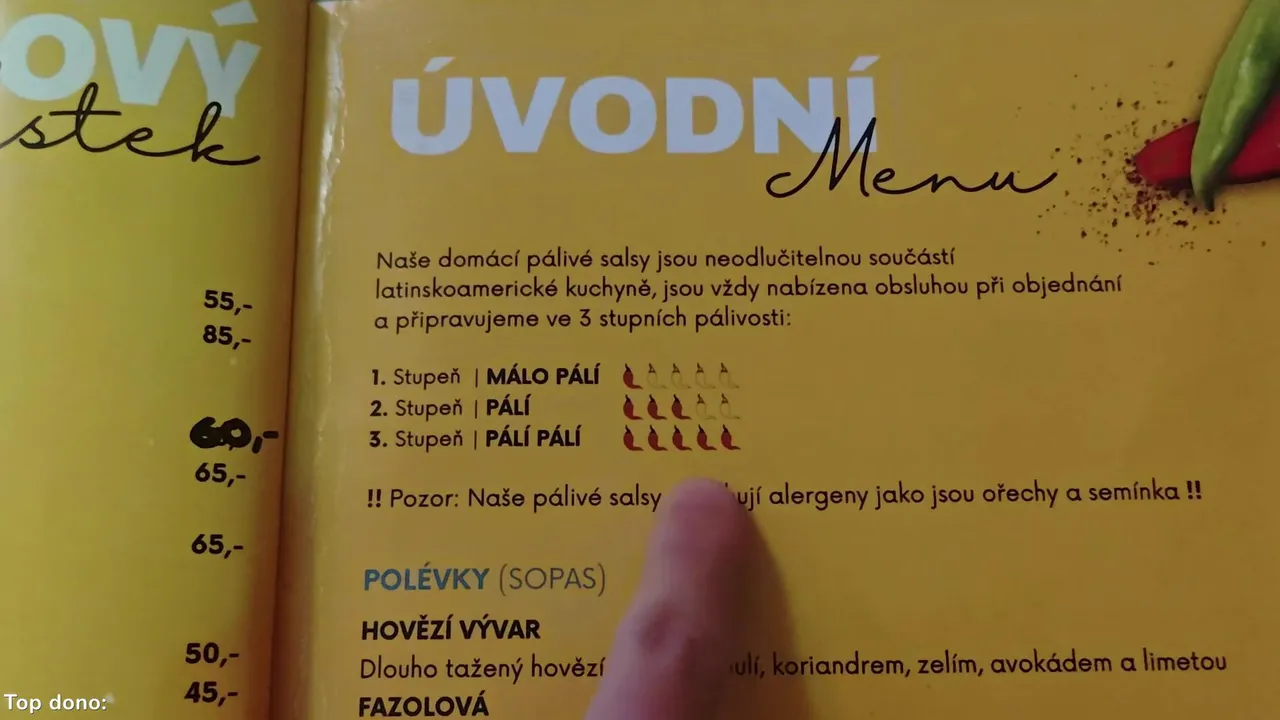 OVÝ
stek
55,-
85,-
60,-
65,-
65,-
50,-
45,-
ÚVODNÍ
Menu
Naše domácí pálivé salsy jsou neodlučitelnou součástí
latinskoamerické kuchyně, jsou vždy nabízena obsluhou při objednání
a připravujeme ve 3 stupních pálivosti:
1. Stupeň | MÁLO PÁLÍ
2. Stupeň | PÁLÍ
3. Stupeň | PÁLÍ PÁLÍ
!! Pozor: Naše pálivé salsy alergeny jako jsou ořechy a semínka !!
POLÉVKY (SOPAS)
HOVĚZÍ VÝVAR
Dlouho tažený hovězí koriandrem, zelím, avokádem a limetou
FAZOLOVÁ
Top dono: